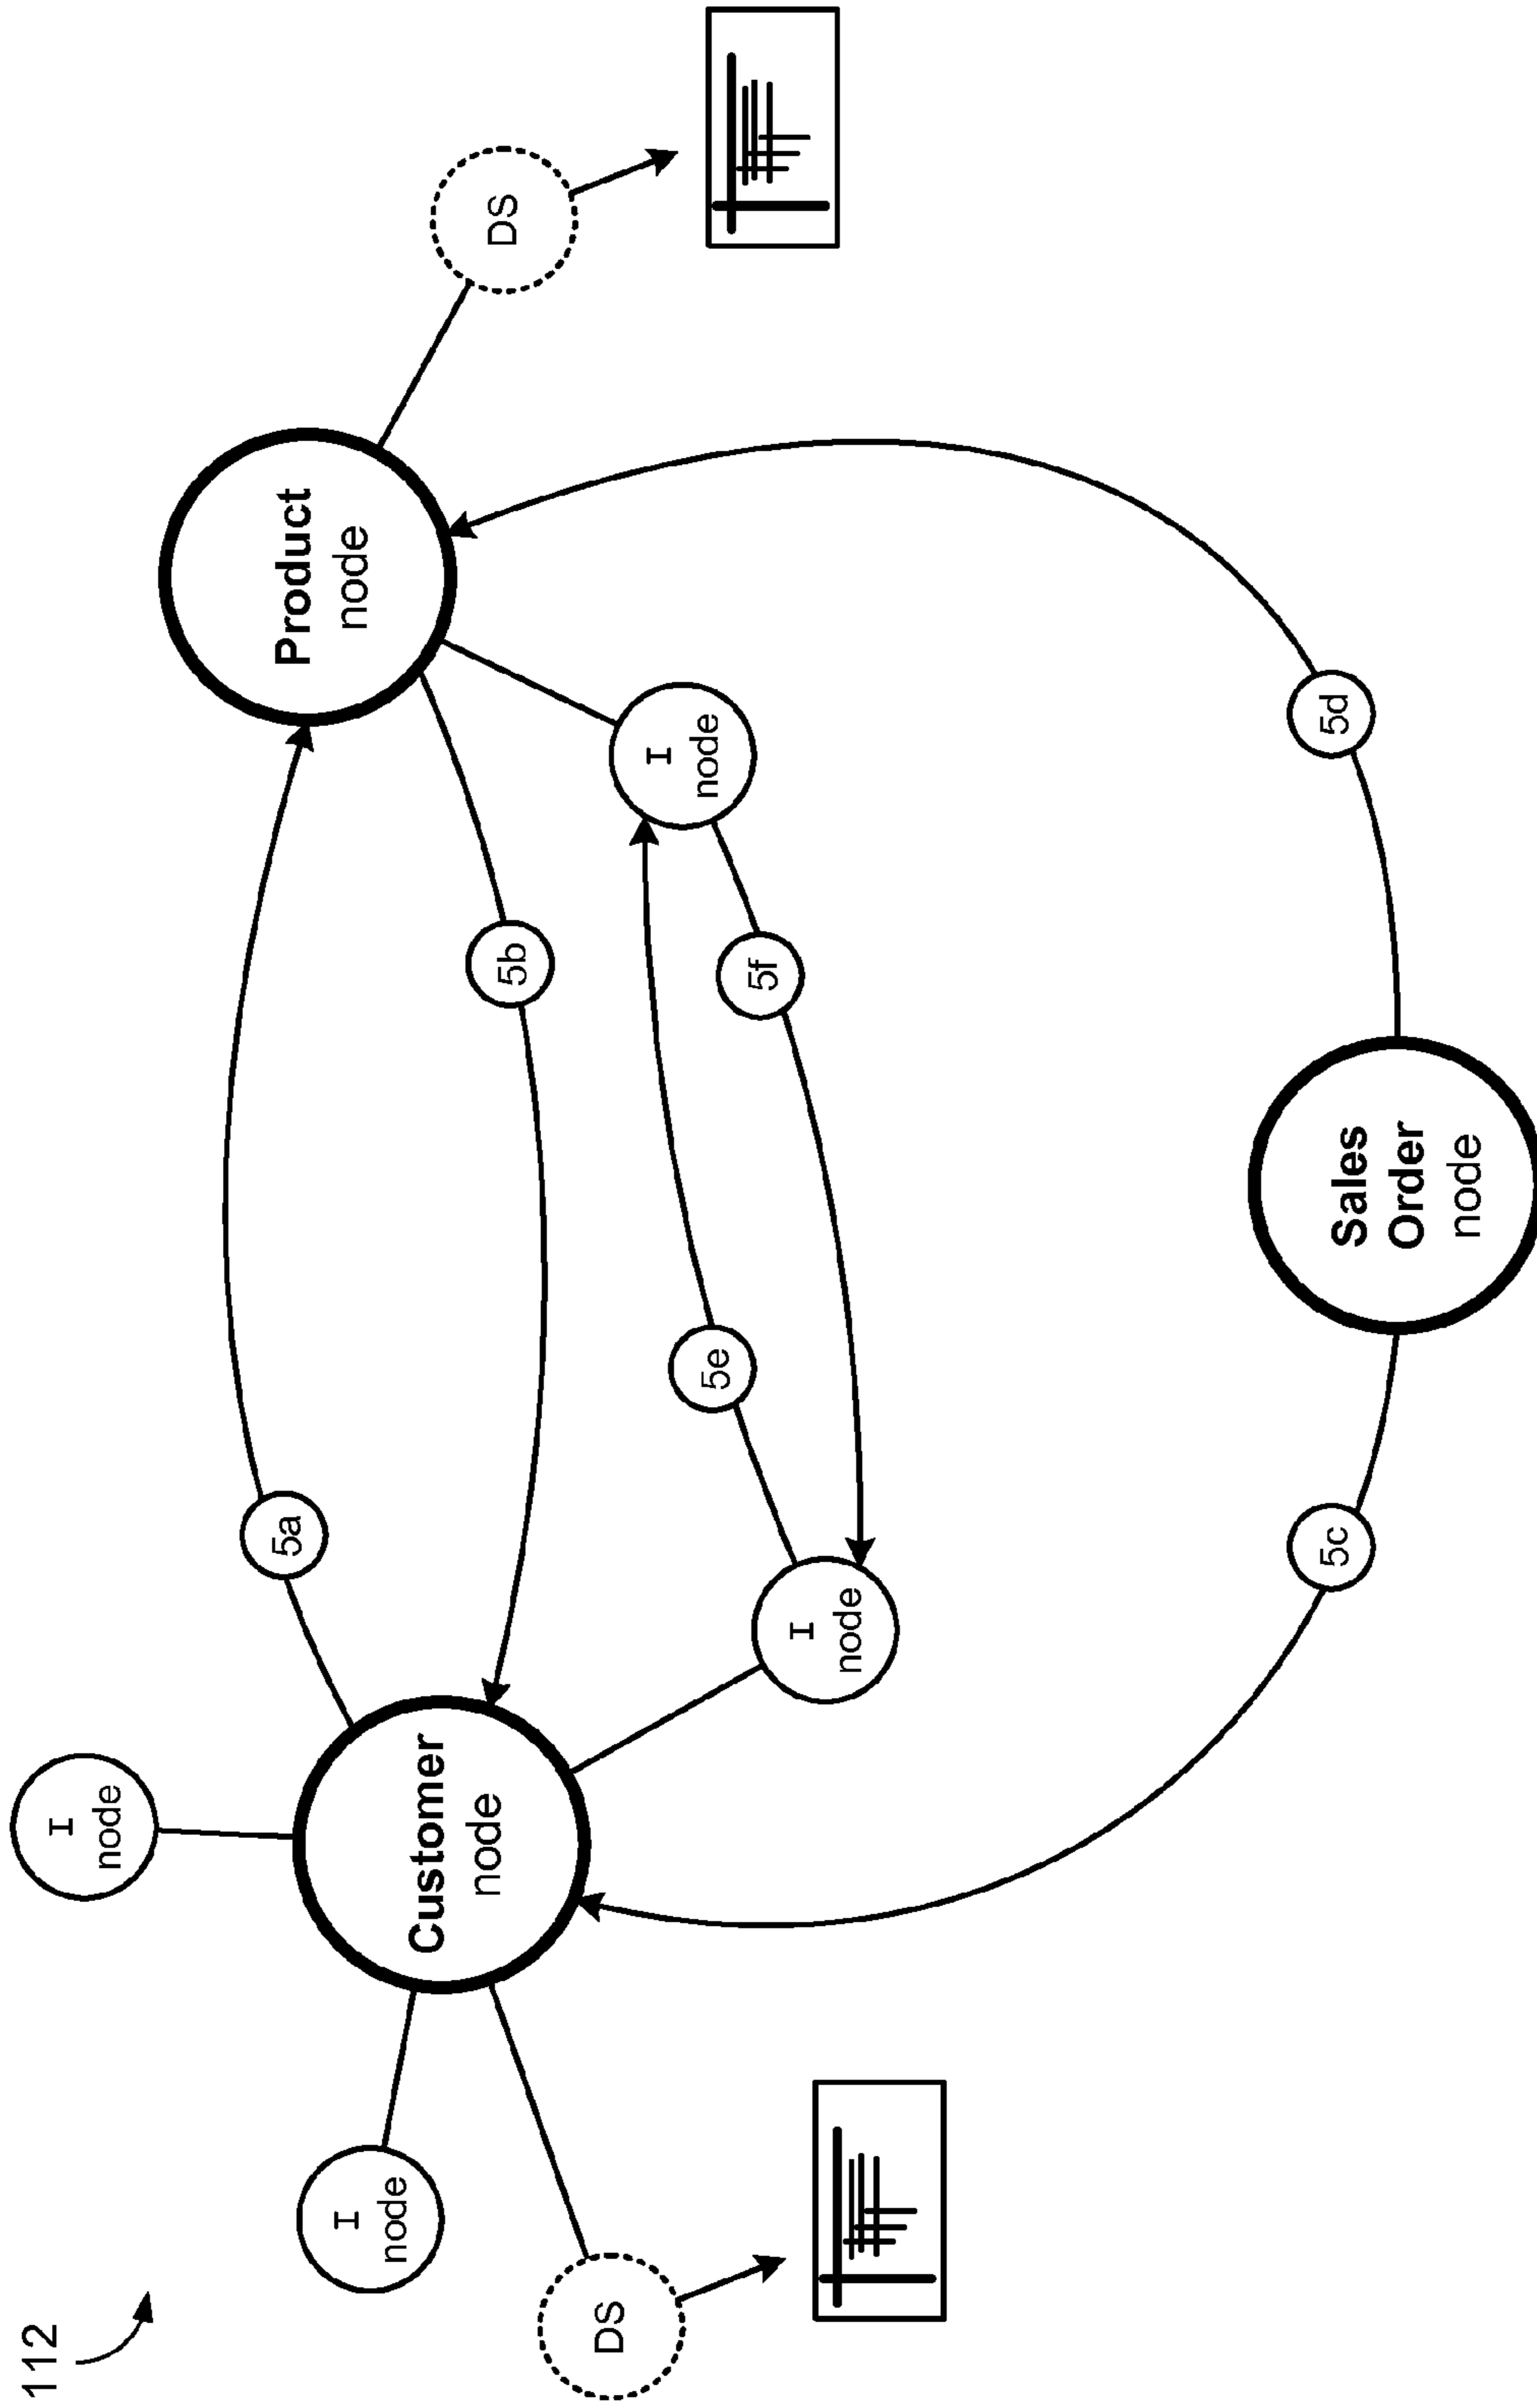 112
I
node
I
node
DS
Customer
node
5a
5b
Product
node
DS
I
node
5e
5f
I
node
5c
Sales
Order
node
5d